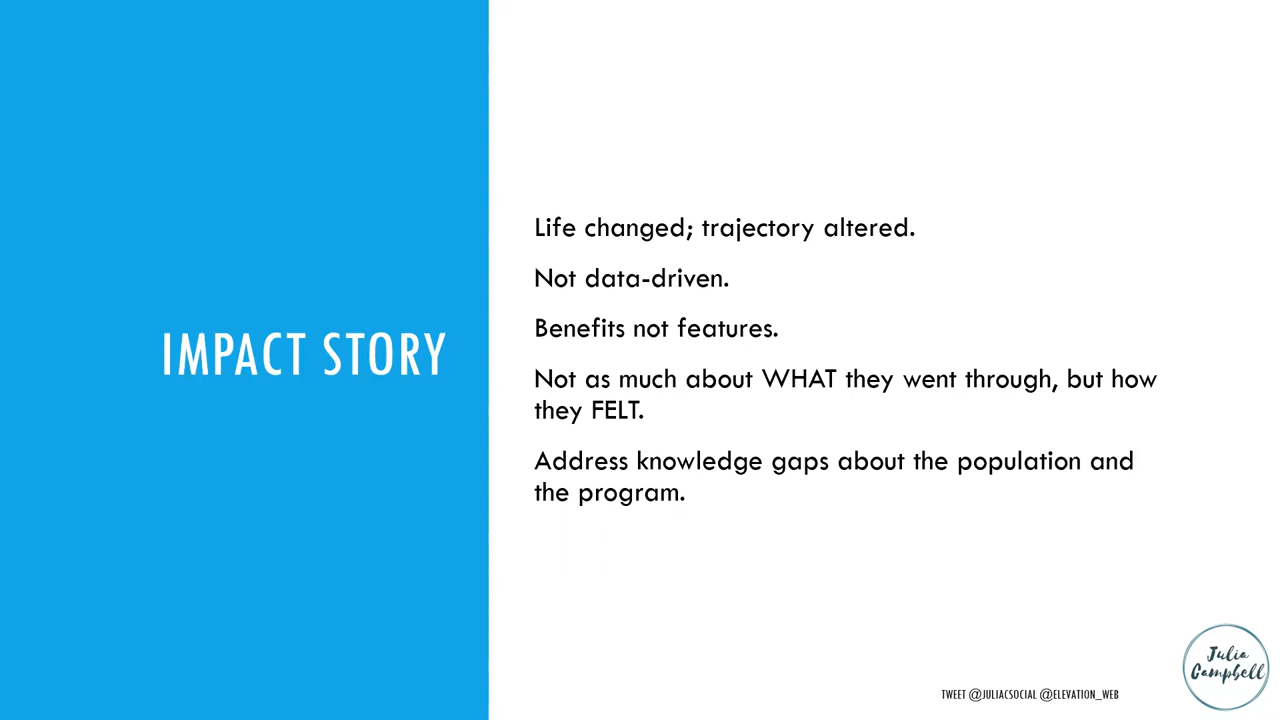 IMPACT STORY
Life changed; trajectory altered.
Not data-driven.
Benefits not features.
Not as much about WHAT they went through, but how
they FELT.
Address knowledge gaps about the population and
the program.
TWEET @JULIACSOCIAL @ELEVATION_WEB
Julia
Campbell